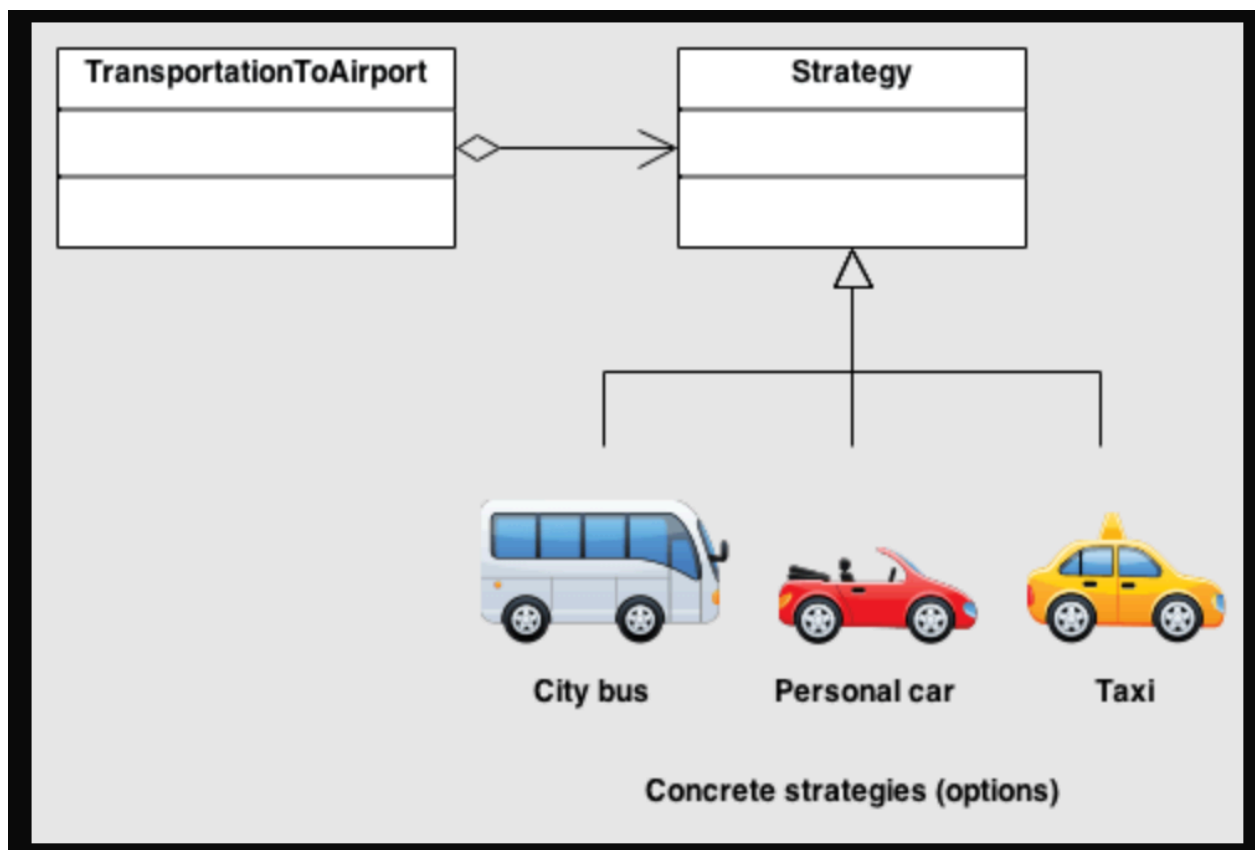 TransportationToAirport
Strategy
City bus
Personal car
Taxi
Concrete strategies (options)